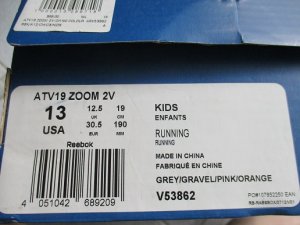 ATV19 ZOOM 2V
13 12.5 19
UK CM
USA 30.5 190
EUR MM
Reebok
KIDS
ENFANTS
RUNNING
RUNNING
MADE IN CHINA
FABRIQUÉ EN CHINE
GREY/GRAVEL/PINK/ORANGE
V53862
4 051042 689209